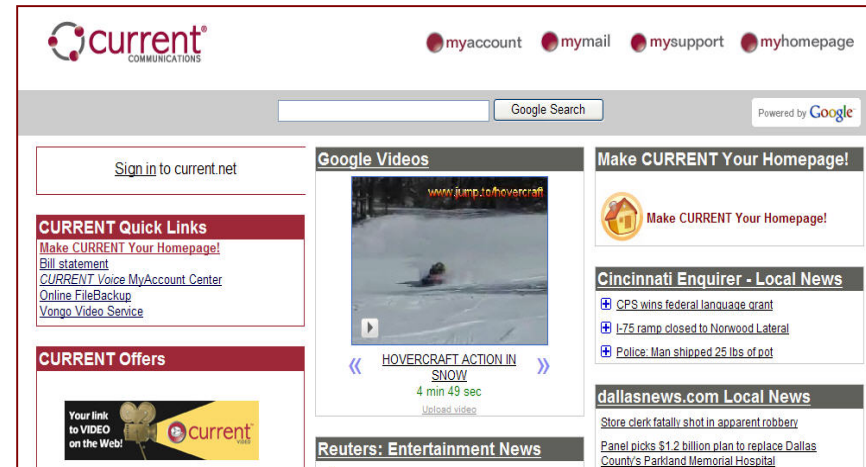 current®
COMMUNICATIONS
myaccount mymail mysupport myhomepage
Google Search
Powered by Google™
Sign in to current.net
CURRENT Quick Links
Make CURRENT Your Homepage!
Bill statement
CURRENT Voice MyAccount Center
Online FileBackup
Vongo Video Service
CURRENT Offers
Your link
to VIDEO
on the Web!
current
VIDEO
Google Videos
www.jump.to/hovercraft
« HOVERCRAFT ACTION IN »
SNOW
4 min 49 sec
Upload video
Reuters: Entertainment News
Make CURRENT Your Homepage!
Make CURRENT Your Homepage!
Cincinnati Enquirer - Local News
CPS wins federal language grant
I-75 ramp closed to Norwood Lateral
Police: Man shipped 25 lbs of pot
dallasnews.com Local News
Store clerk fatally shot in apparent robbery
Panel picks $1.2 billion plan to replace Dallas
County's Parkland Memorial Hospital